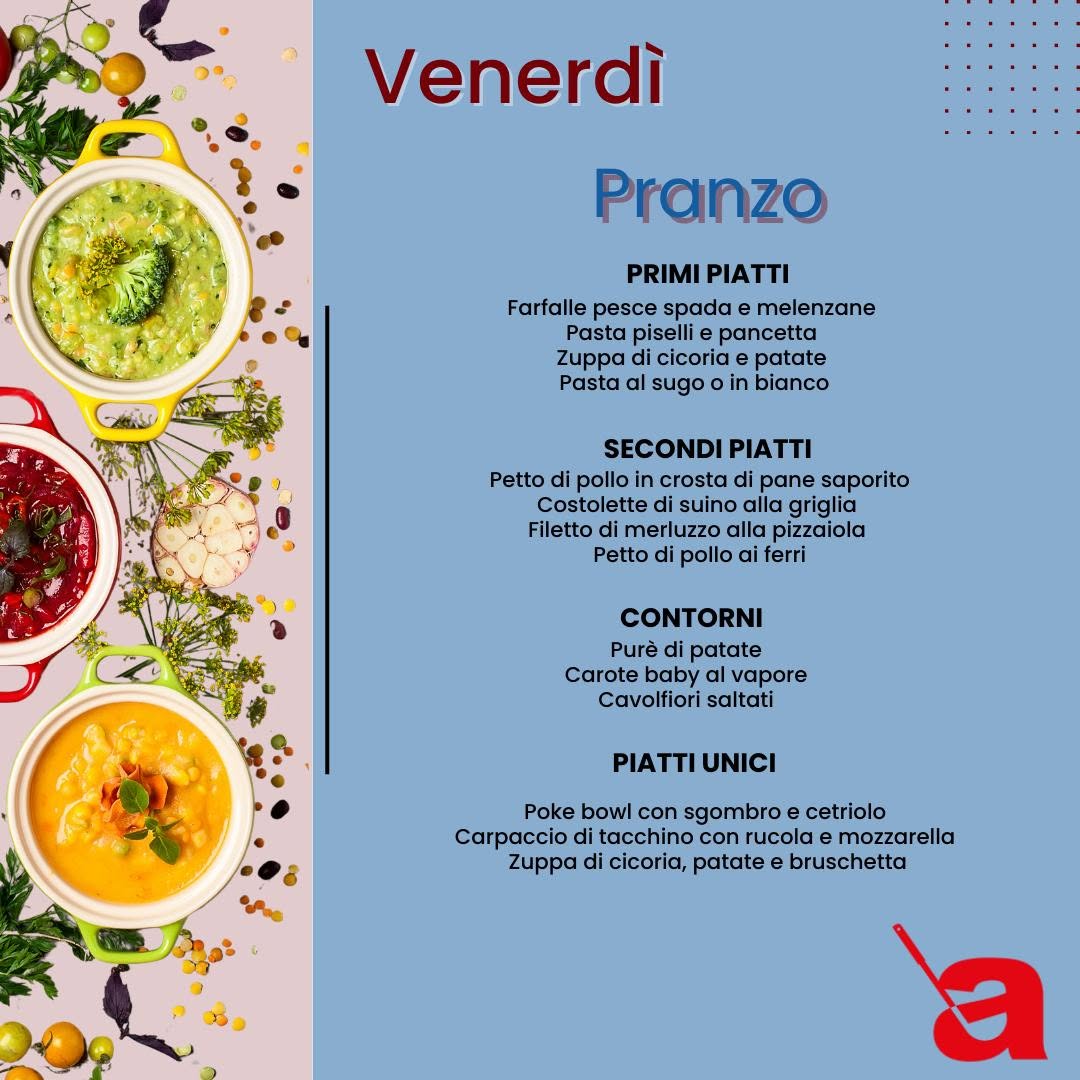 Venerdì
Pranzo
PRIMI PIATTI
Farfalle pesce spada e melenzane
Pasta piselli e pancetta
Zuppa di cicoria e patate
Pasta al sugo o in bianco
SECONDI PIATTI
Petto di pollo in crosta di pane saporito
Costolette di suino alla griglia
Filetto di merluzzo alla pizzaiola
Petto di pollo ai ferri
CONTORNI
Purè di patate
Carote baby al vapore
Cavolfiori saltati
PIATTI UNICI
Poke bowl con sgombro e cetriolo
Carpaccio di tacchino con rucola e mozzarella
Zuppa di cicoria, patate e bruschetta
a